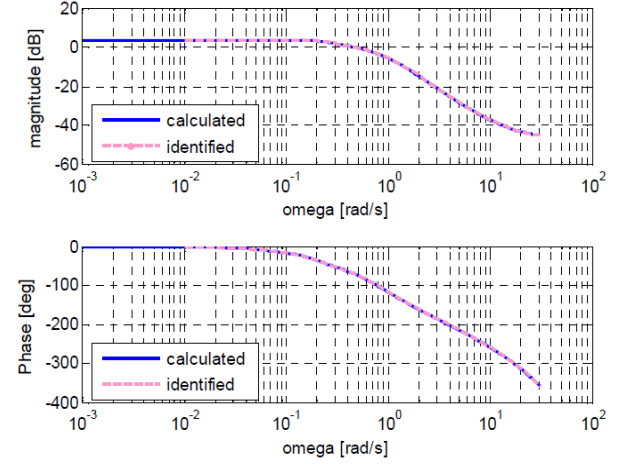 20
0
-20
-40
-60
magnitude [dB]
calculated
identified
10^-3 10^-2 10^-1 10^0 10^1 10^2
omega [rad/s]
0
-100
-200
-300
-400
Phase [deg]
calculated
identified
10^-3 10^-2 10^-1 10^0 10^1 10^2
omega [rad/s]